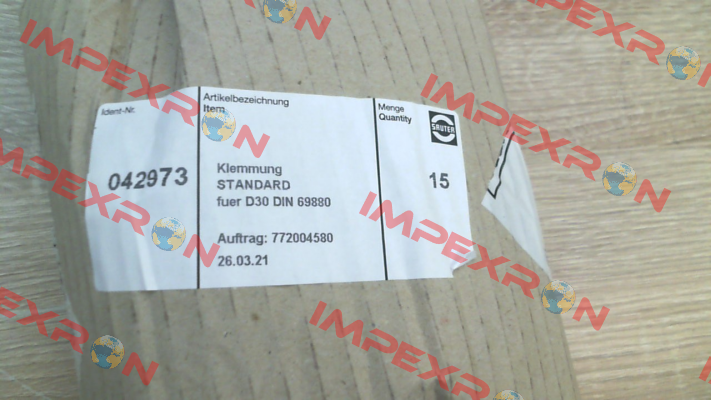 Ident-Nr.
042973
Artikelbezeichnung
Item
Klemmung
STANDARD
fuer D30 DIN 69880
Auftrag: 772004580
26.03.21
Menge
Quantity
15
SAUTER
IMPEXRON
IMPEXRON
IMPEXRON
IMPEXRON
IMPEXRON
IMPEXRON
IMPEXRON
IMPEXRON